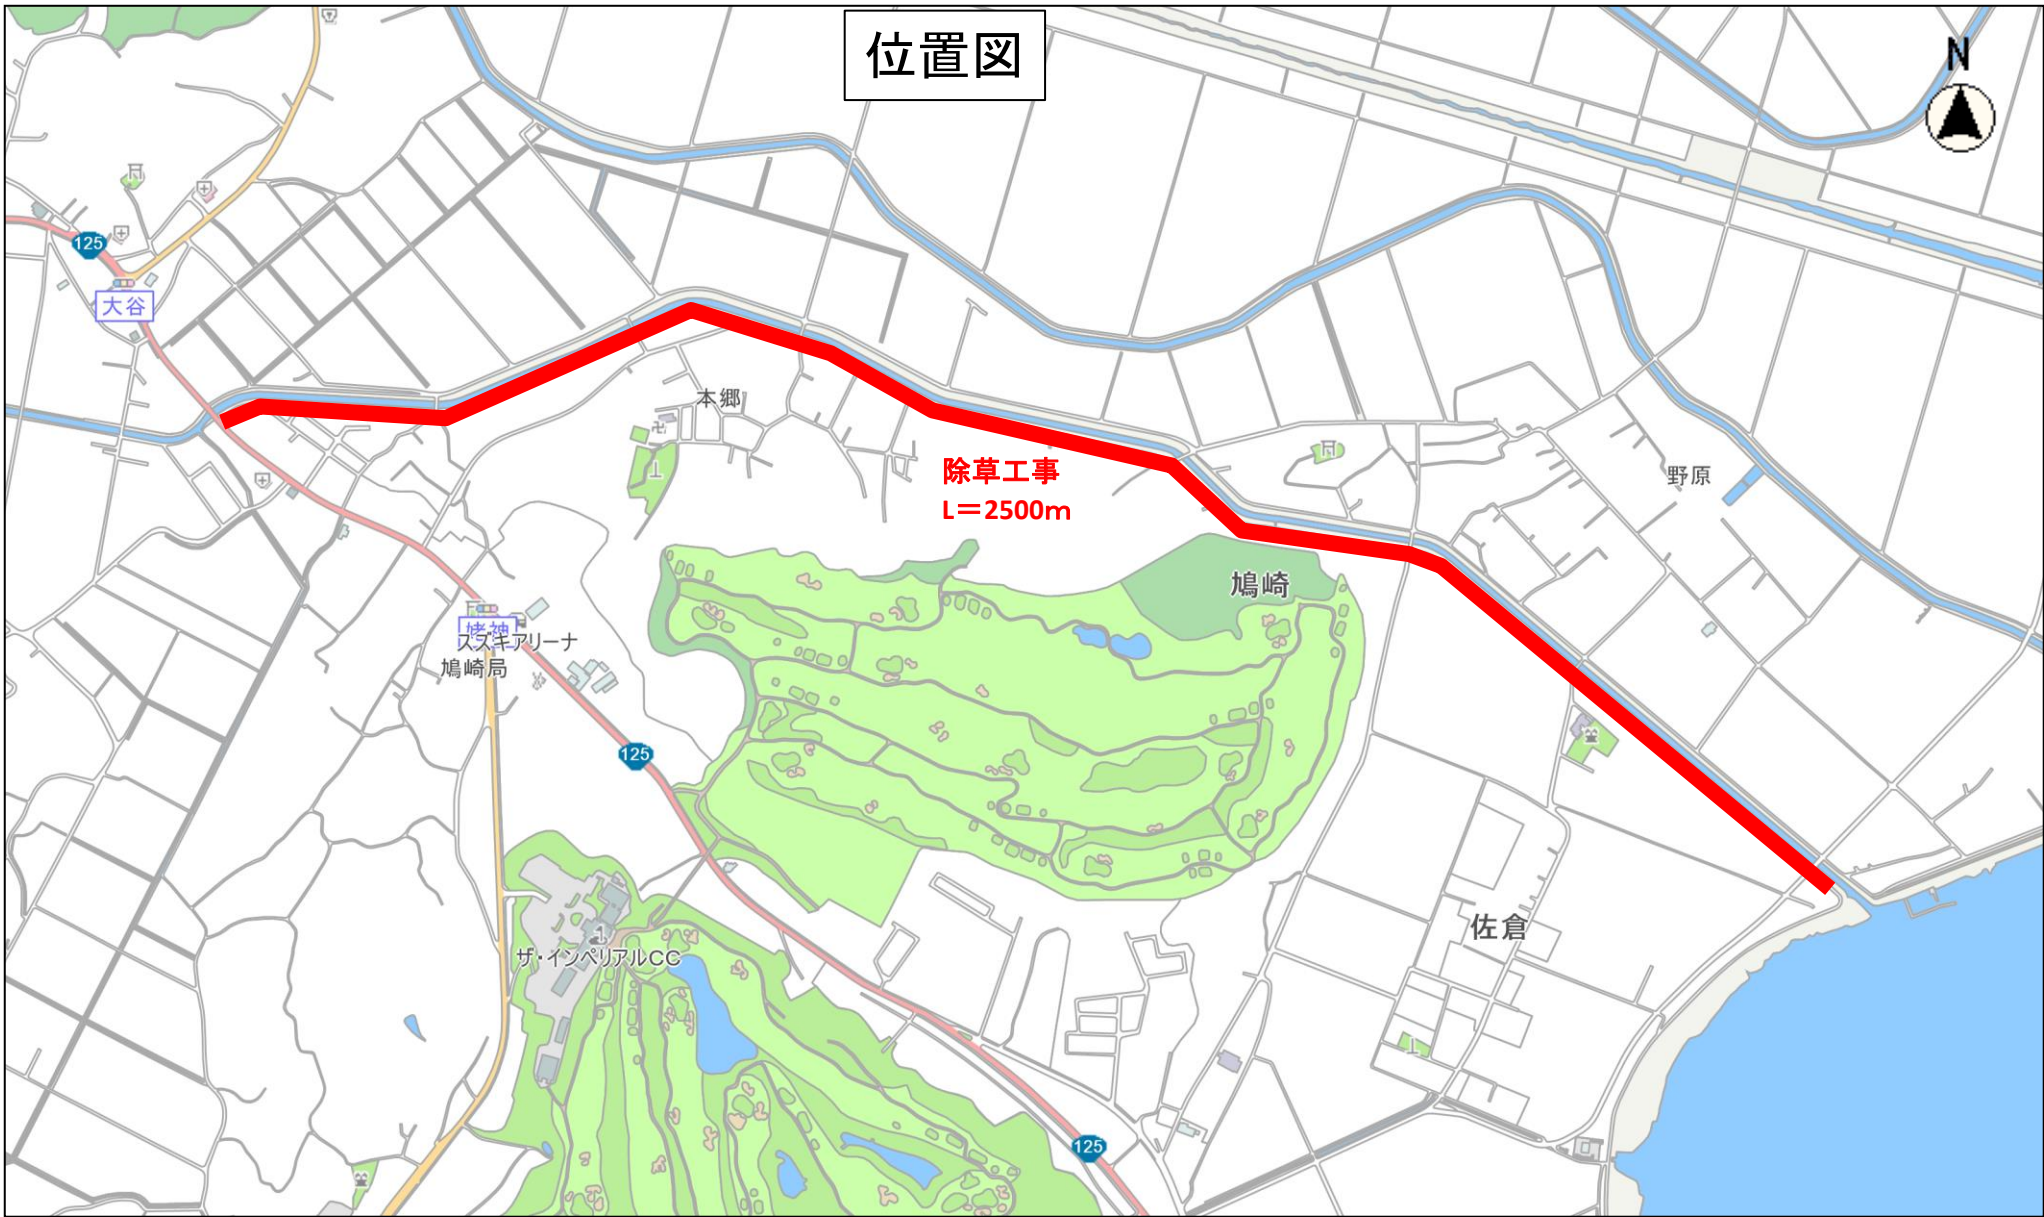 位置図
N
125
大谷
本郷
除草工事
L＝2500m
野原
鳩崎
姥神
スズキアリーナ
鳩崎局
125
佐倉
ザ・インペリアルCC
125